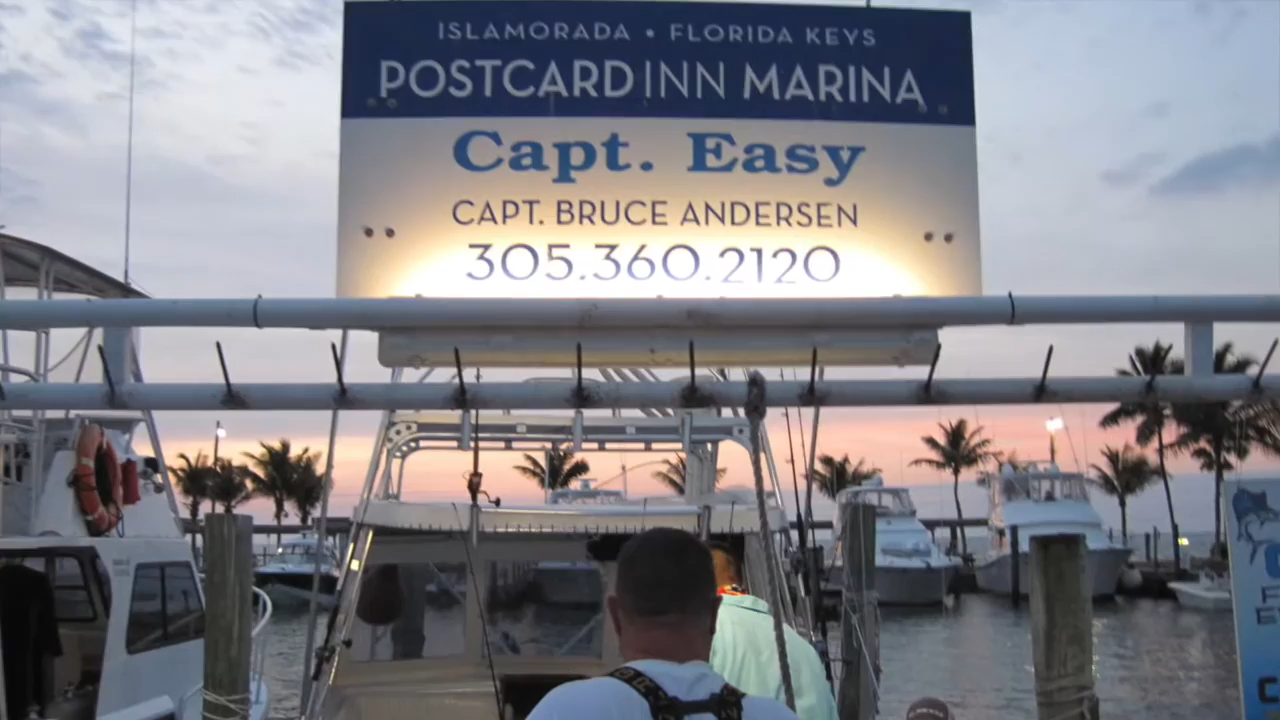 ISLAMORADA • FLORIDA KEYS
POSTCARD INN MARINA
Capt. Easy
CAPT. BRUCE ANDERSEN
305.360.2120